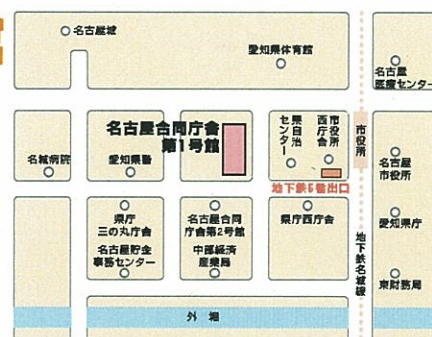 名古屋城
愛知県体育館
名古屋
医療センター
名古屋合同庁舎
第1号館
名城病院
愛知県警
県自治
センター
市役所
西庁舎
市役所
名古屋
市役所
地下鉄5番出口
県庁
三の丸庁舎
名古屋貯金
事務センター
名古屋合同
庁舎第2号館
中部経済
産業局
県庁西庁舎
愛知県庁
地下鉄名城線
東財務局
外堀